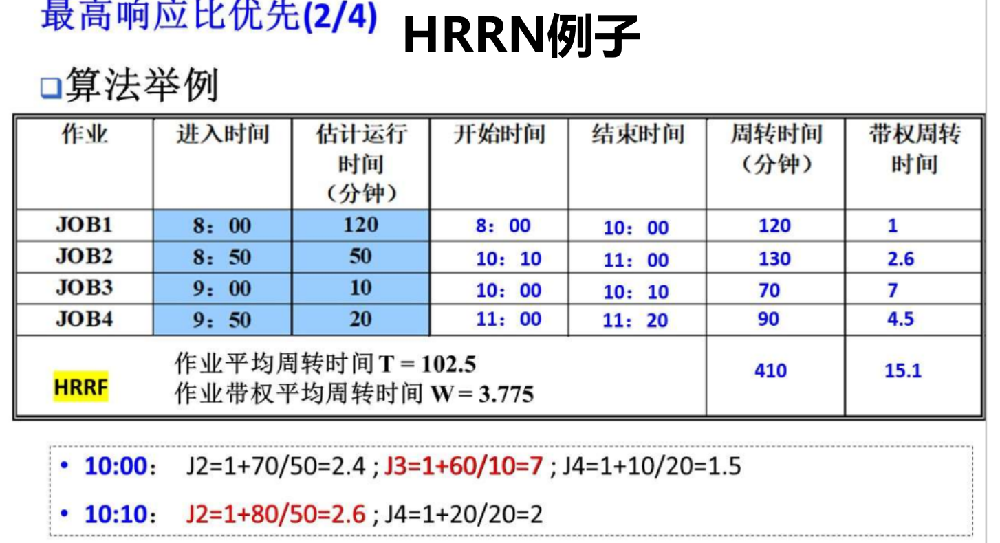 最高响应比优先(2/4)
HRRN例子
算法举例
作业 进入时间 估计运行时间（分钟） 开始时间 结束时间 周转时间（分钟） 带权周转时间
JOB1 8：00 120 8：00 10：00 120 1
JOB2 8：50 50 10：10 11：00 130 2.6
JOB3 9：00 10 10：00 10：10 70 7
JOB4 9：50 20 11：00 11：20 90 4.5
HRRF
作业平均周转时间 T = 102.5
作业带权平均周转时间 W = 3.775
410 15.1
• 10:00： J2=1+70/50=2.4 ; J3=1+60/10=7 ; J4=1+10/20=1.5
• 10:10： J2=1+80/50=2.6 ; J4=1+20/20=2